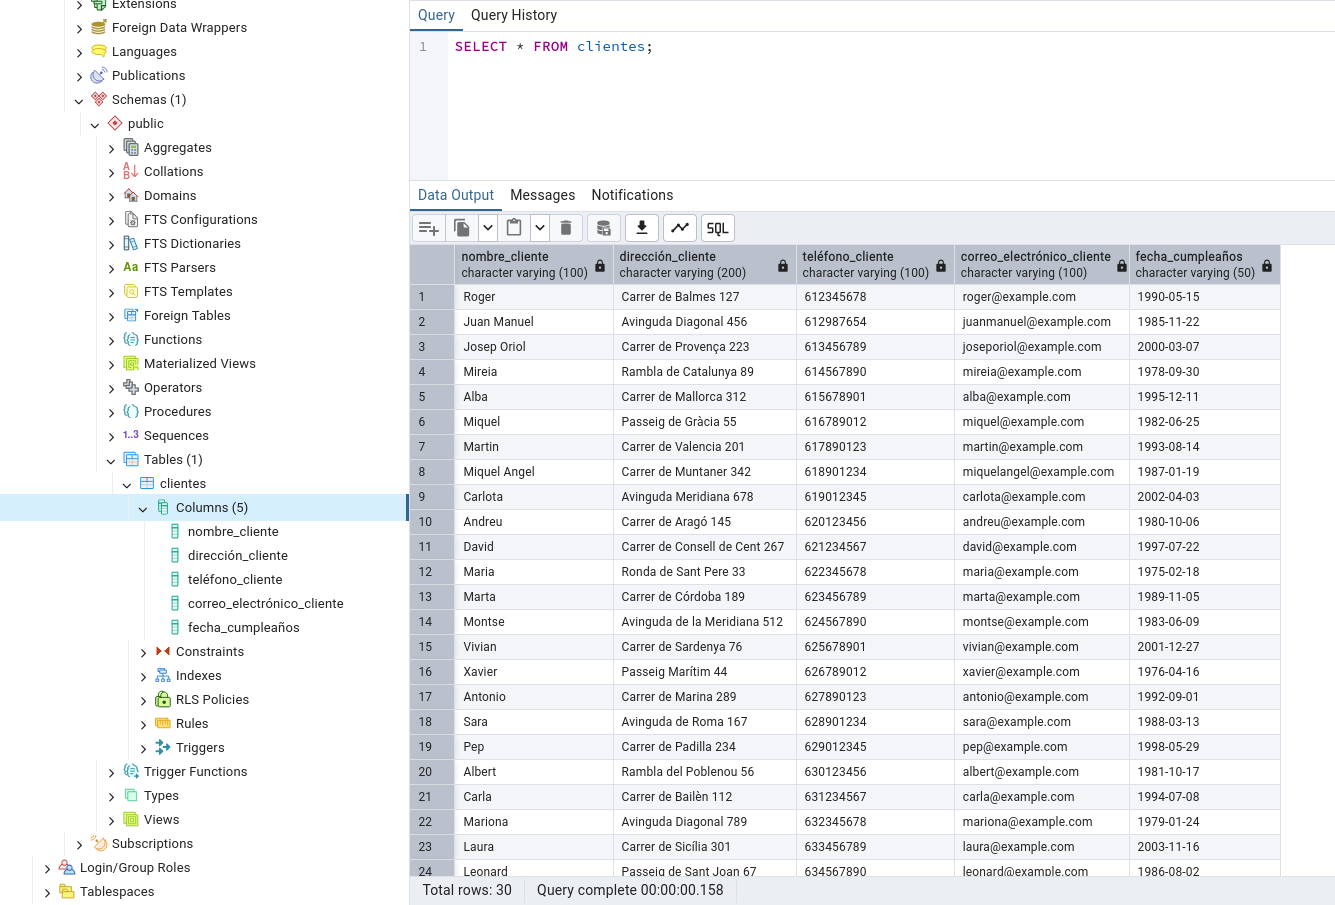 Extensions
Foreign Data Wrappers
Languages
Publications
Schemas (1)
public
Aggregates
Collations
Domains
FTS Configurations
FTS Dictionaries
Aa FTS Parsers
FTS Templates
Foreign Tables
Functions
Materialized Views
Operators
Procedures
1..3 Sequences
Tables (1)
clientes
Columns (5)
nombre_cliente
dirección_cliente
teléfono_cliente
correo_electrónico_cliente
fecha_cumpleaños
Constraints
Indexes
RLS Policies
Rules
Triggers
Trigger Functions
Types
Views
Subscriptions
Login/Group Roles
Tablespaces
Query Query History
1 SELECT * FROM clientes;
Data Output Messages Notifications
SQL
nombre_cliente dirección_cliente teléfono_cliente correo_electrónico_cliente fecha_cumpleaños
character varying (100) character varying (200) character varying (100) character varying (100) character varying (50)
1 Roger Carrer de Balmes 127 612345678 roger@example.com 1990-05-15
2 Juan Manuel Avinguda Diagonal 456 612987654 juanmanuel@example.com 1985-11-22
3 Josep Oriol Carrer de Provença 223 613456789 joseporiol@example.com 2000-03-07
4 Mireia Rambla de Catalunya 89 614567890 mireia@example.com 1978-09-30
5 Alba Carrer de Mallorca 312 615678901 alba@example.com 1995-12-11
6 Miquel Passeig de Gràcia 55 616789012 miquel@example.com 1982-06-25
7 Martin Carrer de Valencia 201 617890123 martin@example.com 1993-08-14
8 Miquel Angel Carrer de Muntaner 342 618901234 miquelangel@example.com 1987-01-19
9 Carlota Avinguda Meridiana 678 619012345 carlota@example.com 2002-04-03
10 Andreu Carrer de Aragó 145 620123456 andreu@example.com 1980-10-06
11 David Carrer de Consell de Cent 267 621234567 david@example.com 1997-07-22
12 Maria Ronda de Sant Pere 33 622345678 maria@example.com 1975-02-18
13 Marta Carrer de Córdoba 189 623456789 marta@example.com 1989-11-05
14 Montse Avinguda de la Meridiana 512 624567890 montse@example.com 1983-06-09
15 Vivian Carrer de Sardenya 76 625678901 vivian@example.com 2001-12-27
16 Xavier Passeig Marítim 44 626789012 xavier@example.com 1976-04-16
17 Antonio Carrer de Marina 289 627890123 antonio@example.com 1992-09-01
18 Sara Avinguda de Roma 167 628901234 sara@example.com 1988-03-13
19 Pep Carrer de Padilla 234 629012345 pep@example.com 1998-05-29
20 Albert Rambla del Poblenou 56 630123456 albert@example.com 1981-10-17
21 Carla Carrer de Bailèn 112 631234567 carla@example.com 1994-07-08
22 Mariona Avinguda Diagonal 789 632345678 mariona@example.com 1979-01-24
23 Laura Carrer de Sicília 301 633456789 laura@example.com 2003-11-16
24 Leonard Passeig de Sant Joan 67 634567890 leonard@example.com 1986-08-02
Total rows: 30 Query complete 00:00:00.158